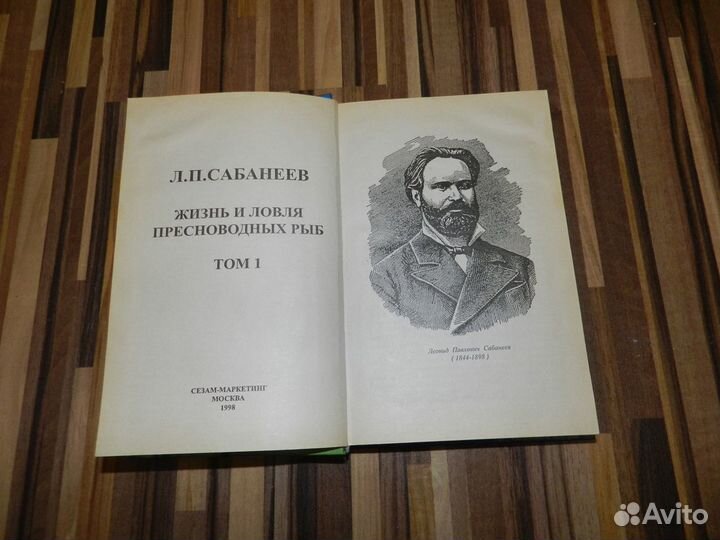 Л.П.САБАНЕЕВ
ЖИЗНЬ И ЛОВЛЯ
ПРЕСНОВОДНЫХ РЫБ
ТОМ 1
СЕЗАМ-МАРКЕТИНГ
МОСКВА
1998
Леонид Павлович Сабанеев
( 1844-1898 )
Avito